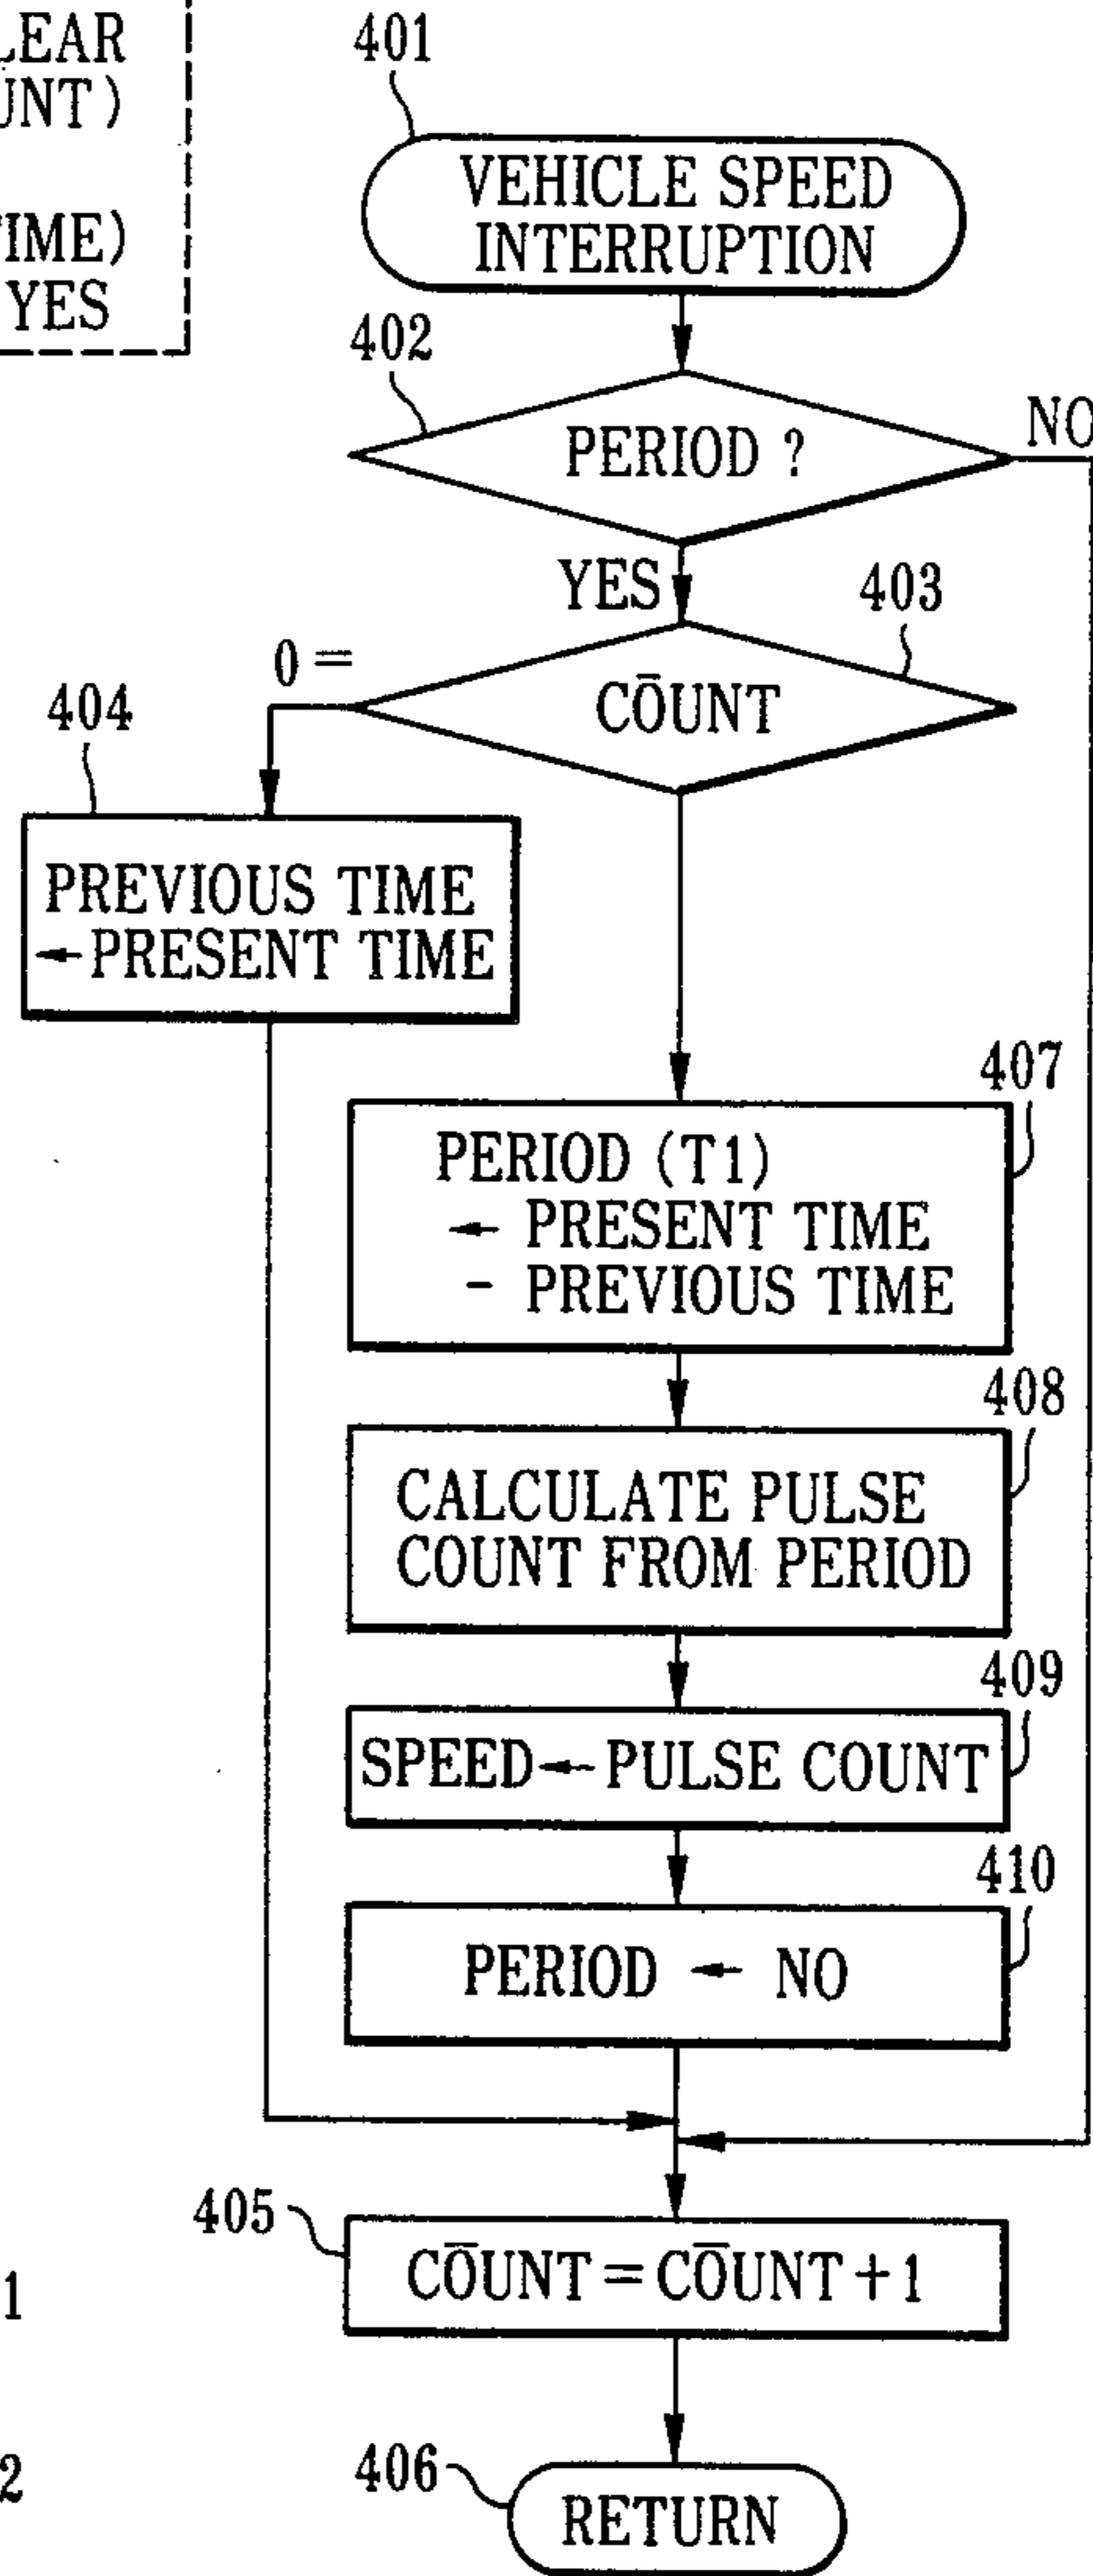 LEAR
UNT)
TIME)
YES
401
VEHICLE SPEED
INTERRUPTION
402
PERIOD ?
NO
YES
403
0 =
CŌUNT
404
PREVIOUS TIME
←PRESENT TIME
407
PERIOD (T1)
← PRESENT TIME
- PREVIOUS TIME
408
CALCULATE PULSE
COUNT FROM PERIOD
409
SPEED←PULSE COUNT
410
PERIOD ← NO
405
CŌUNT = CŌUNT + 1
1
406
2
RETURN